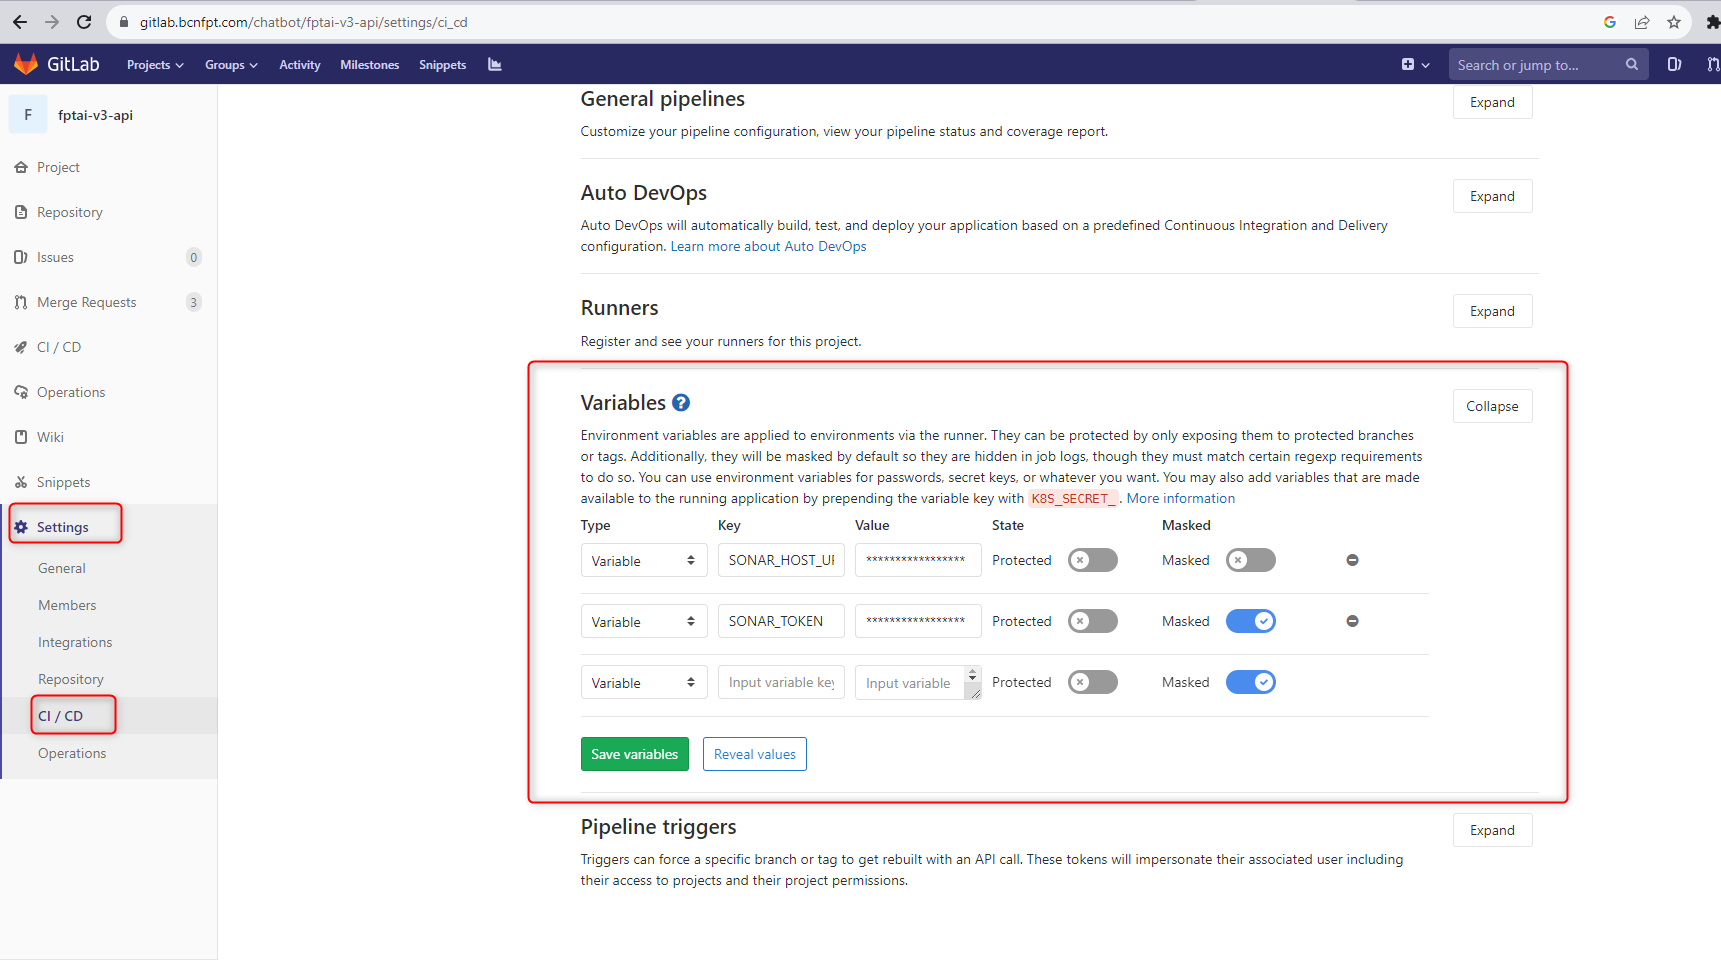 gitlab.bcnfpt.com/chatbot/fptai-v3-api/settings/ci_cd
GitLab
Projects
Groups
Activity
Milestones
Snippets
Search or jump to...
F
fptai-v3-api
Project
Repository
Issues
0
Merge Requests
3
CI / CD
Operations
Wiki
Snippets
Settings
General
Members
Integrations
Repository
CI / CD
Operations
General pipelines
Expand
Customize your pipeline configuration, view your pipeline status and coverage report.
Auto DevOps
Expand
Auto DevOps will automatically build, test, and deploy your application based on a predefined Continuous Integration and Delivery
configuration. Learn more about Auto DevOps
Runners
Expand
Register and see your runners for this project.
Variables
Collapse
Environment variables are applied to environments via the runner. They can be protected by only exposing them to protected branches
or tags. Additionally, they will be masked by default so they are hidden in job logs, though they must match certain regexp requirements
to do so. You can use environment variables for passwords, secret keys, or whatever you want. You may also add variables that are made
available to the running application by prepending the variable key with K8S_SECRET_. More information
Type Key Value State Masked
Variable SONAR_HOST_UR ***************** Protected Masked
Variable SONAR_TOKEN ***************** Protected Masked
Variable Input variable key Input variable Protected Masked
Save variables Reveal values
Pipeline triggers
Expand
Triggers can force a specific branch or tag to get rebuilt with an API call. These tokens will impersonate their associated user including
their access to projects and their project permissions.